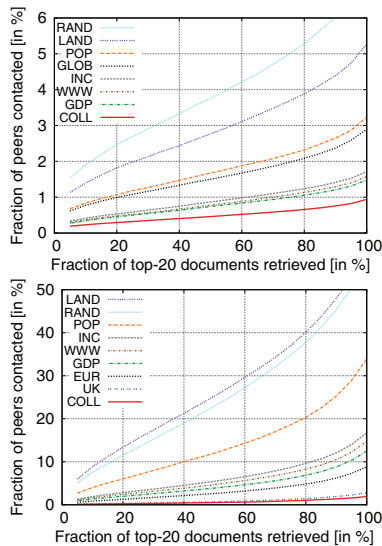 Fraction of peers contacted [in %]
6
5
4
3
2
1
0
RAND
LAND
POP
GLOB
INC
WWW
GDP
COLL
0 20 40 60 80 100
Fraction of top-20 documents retrieved [in %]
Fraction of peers contacted [in %]
50
40
30
20
10
0
LAND
RAND
POP
INC
WWW
GDP
EUR
UK
COLL
0 20 40 60 80 100
Fraction of top-20 documents retrieved [in %]